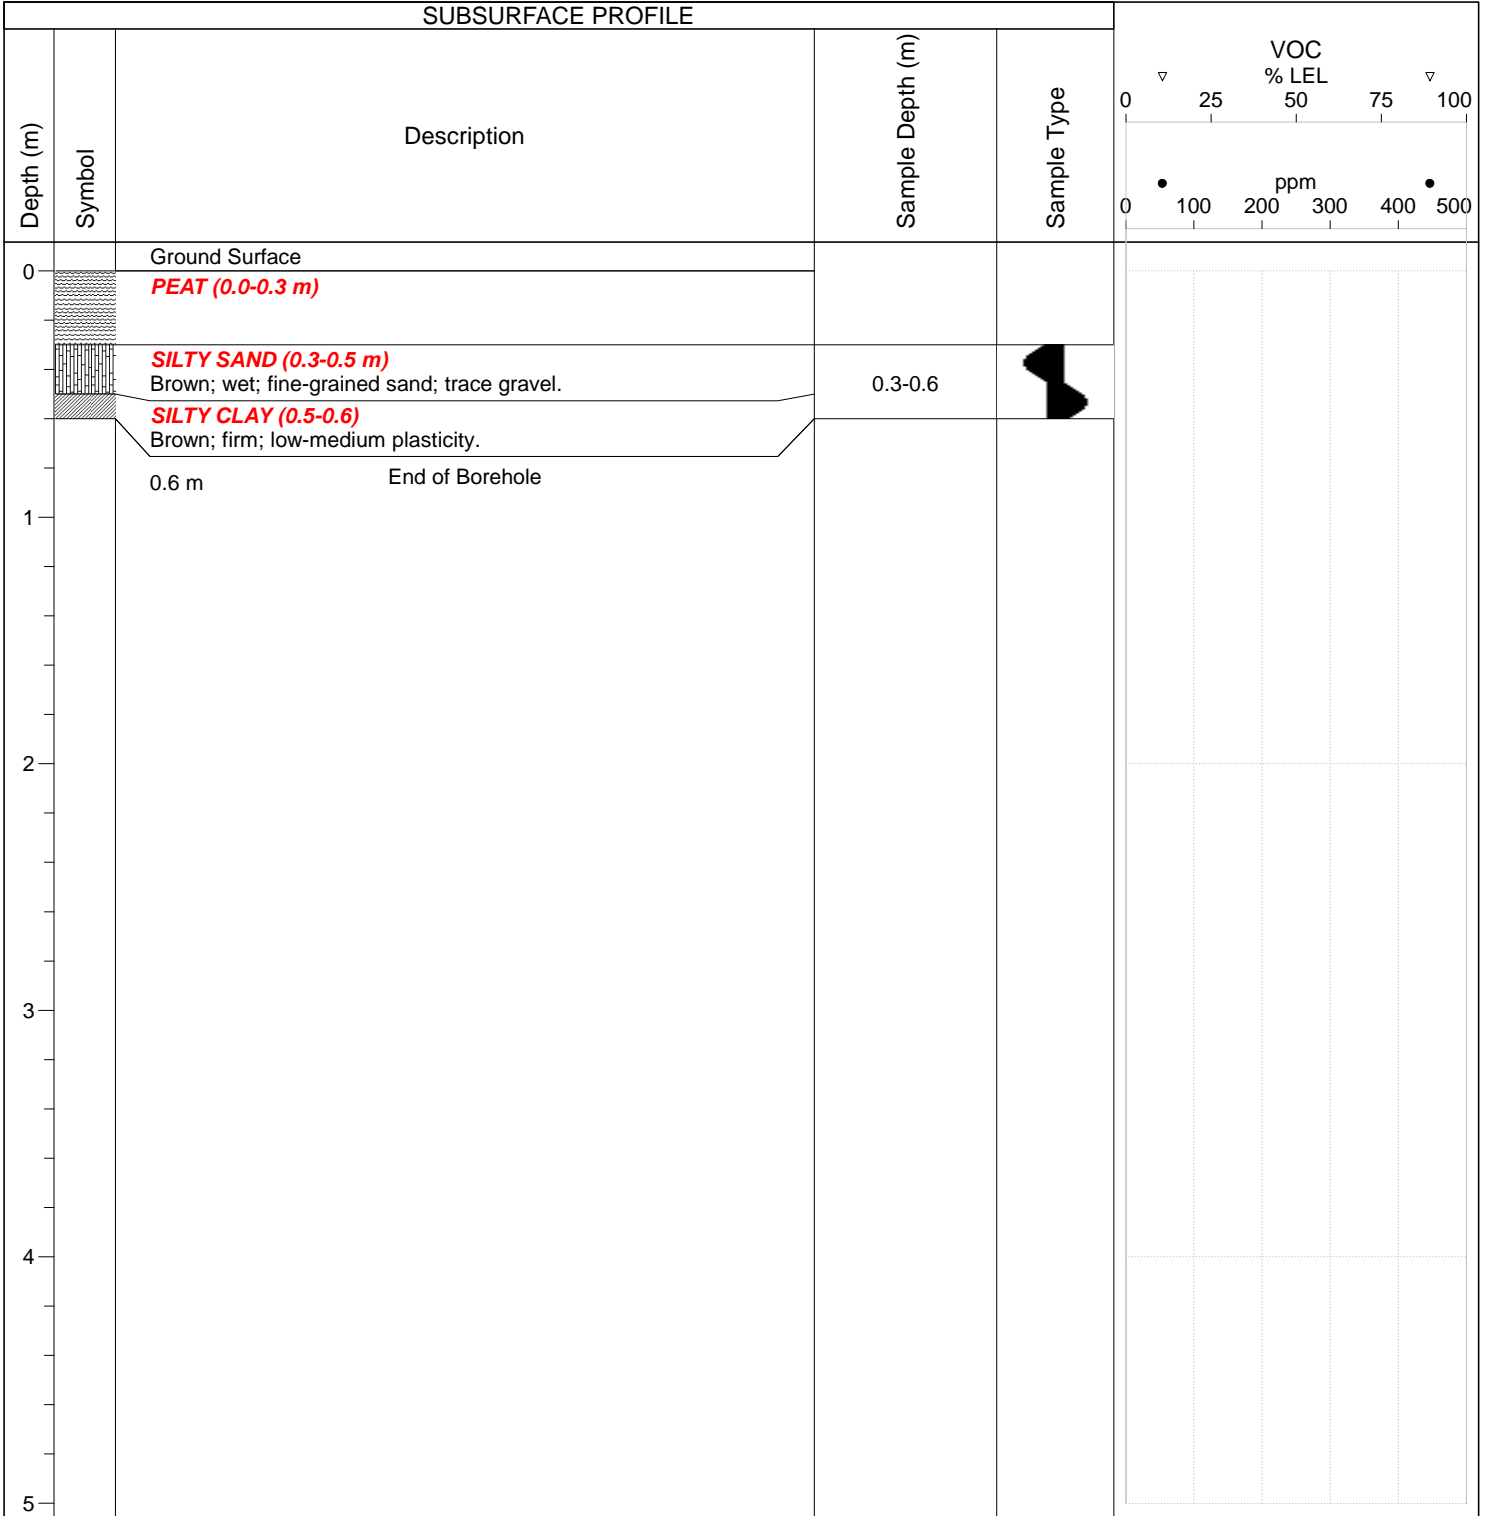 SUBSURFACE PROFILE
Depth (m)
Symbol
Description
Sample Depth (m)
Sample Type
VOC
% LEL
0 25 50 75 100
ppm
0 100 200 300 400 500
Ground Surface
0
PEAT (0.0-0.3 m)
SILTY SAND (0.3-0.5 m)
Brown; wet; fine-grained sand; trace gravel.
0.3-0.6
SILTY CLAY (0.5-0.6)
Brown; firm; low-medium plasticity.
0.6 m End of Borehole
1
2
3
4
5